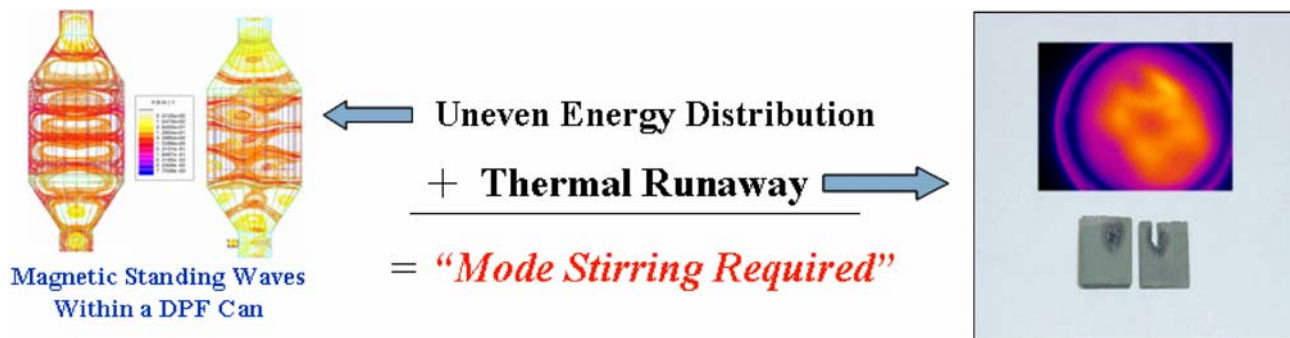 Uneven Energy Distribution
+ Thermal Runaway
= “Mode Stirring Required”
Magnetic Standing Waves
Within a DPF Can